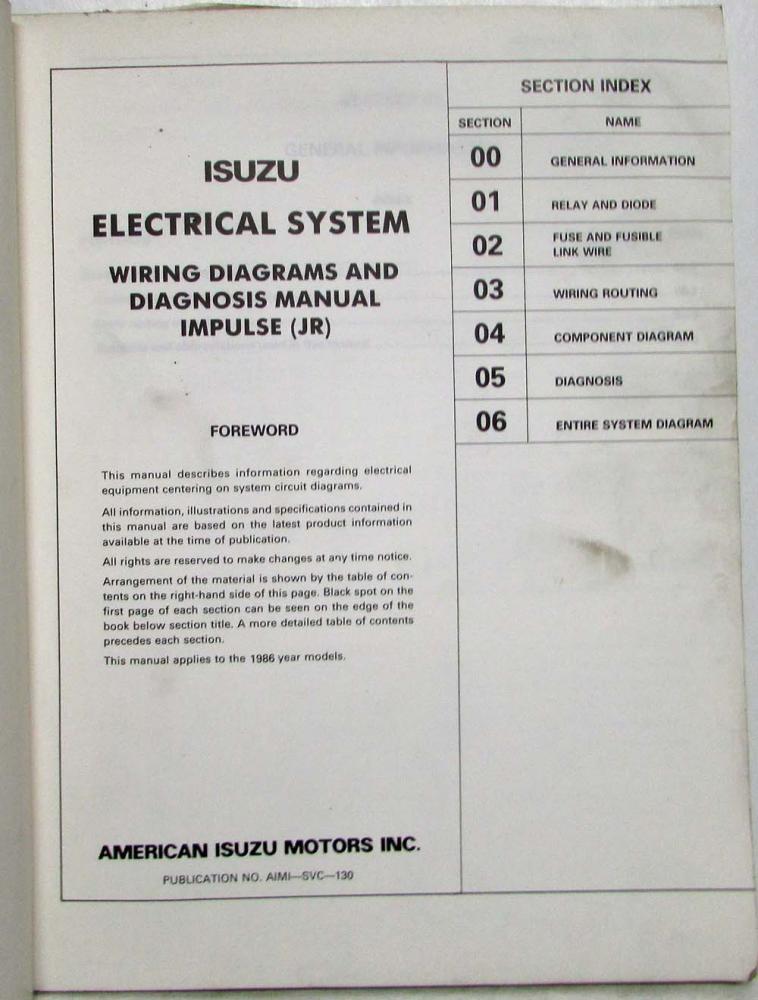 ISUZU
ELECTRICAL SYSTEM
WIRING DIAGRAMS AND
DIAGNOSIS MANUAL
IMPULSE (JR)
FOREWORD
This manual describes information regarding electrical
equipment centering on system circuit diagrams.
All information, illustrations and specifications contained in
this manual are based on the latest product information
available at the time of publication.
All rights are reserved to make changes at any time notice.
Arrangement of the material is shown by the table of con-
tents on the right-hand side of this page. Black spot on the
first page of each section can be seen on the edge of the
book below section title. A more detailed table of contents
precedes each section.
This manual applies to the 1986 year models.
AMERICAN ISUZU MOTORS INC.
PUBLICATION NO. AIMI—SVC—130
SECTION INDEX
SECTION NAME
00 GENERAL INFORMATION
01 RELAY AND DIODE
02 FUSE AND FUSIBLE
LINK WIRE
03 WIRING ROUTING
04 COMPONENT DIAGRAM
05 DIAGNOSIS
06 ENTIRE SYSTEM DIAGRAM